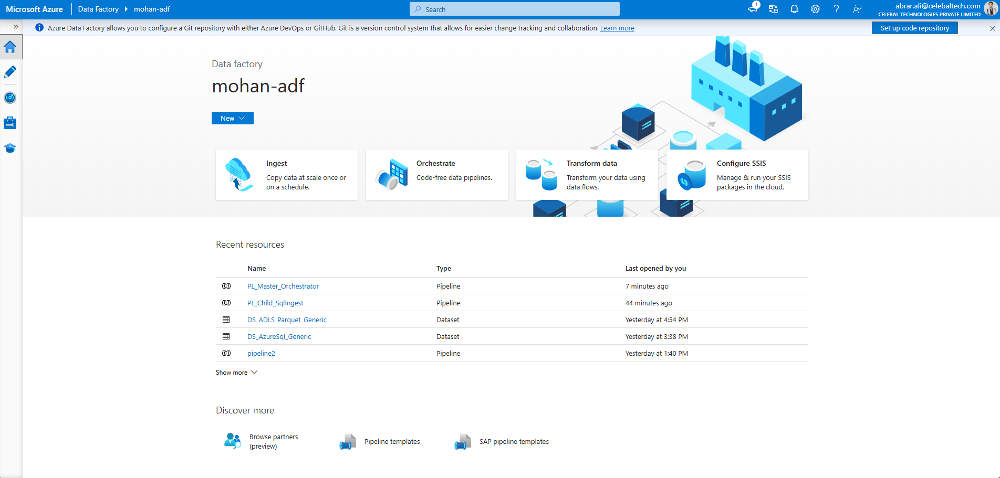 Microsoft Azure Data Factory mohan-adf Search 1 abrar.ali@celebaltech.com
CELEBAL TECHNOLOGIES PRIVATE LIMITED
Azure Data Factory allows you to configure a Git repository with either Azure DevOps or GitHub. Git is a version control system that allows for easier change tracking and collaboration. Learn more Set up code repository
Data factory
mohan-adf
New
Ingest
Copy data at scale once or
on a schedule.
Orchestrate
Code-free data pipelines.
Transform data
Transform your data using
data flows.
Configure SSIS
Manage & run your SSIS
packages in the cloud.
Recent resources
Name Type Last opened by you
PL_Master_Orchestrator Pipeline 7 minutes ago
PL_Child_SqlIngest Pipeline 44 minutes ago
DS_ADLS_Parquet_Generic Dataset Yesterday at 4:54 PM
DS_AzureSql_Generic Dataset Yesterday at 3:38 PM
pipeline2 Pipeline Yesterday at 1:40 PM
Show more
Discover more
Browse partners
(preview)
Pipeline templates
SAP pipeline templates